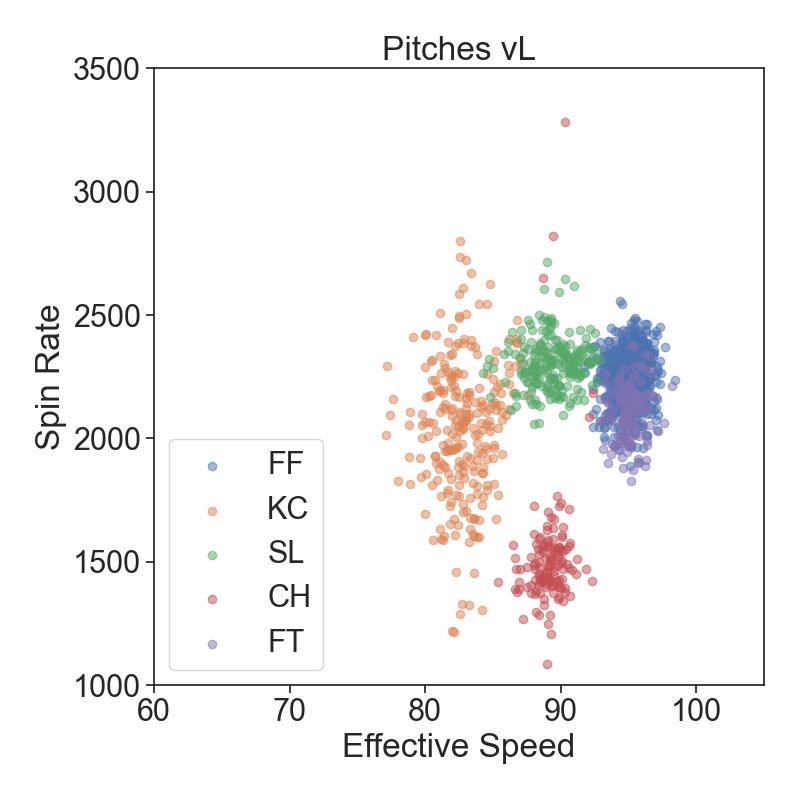 Pitches vL
3500
3000
2500
2000
1500
1000
Spin Rate
FF
KC
SL
CH
FT
60 70 80 90 100
Effective Speed